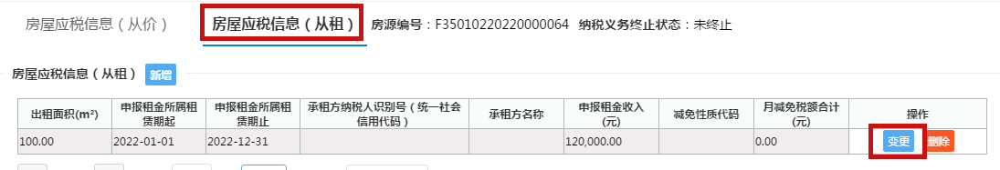 房屋应税信息（从价） 房屋应税信息（从租） 房源编号：F35010220220000064 纳税义务终止状态：未终止
房屋应税信息（从租） 新增
出租面积(m²) 申报租金所属租赁期起 申报租金所属租赁期止 承租方纳税人识别号（统一社会信用代码） 承租方名称 申报租金收入(元) 减免性质代码 月减免税额合计(元) 操作
100.00 2022-01-01 2022-12-31 120,000.00 0.00 变更 删除